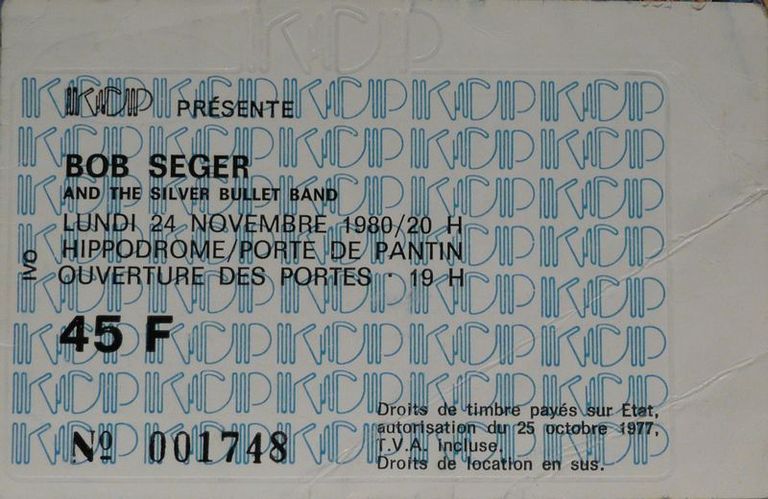 KCP PRÉSENTE
BOB SEGER
AND THE SILVER BULLET BAND
LUNDI 24 NOVEMBRE 1980/20 H
HIPPODROME/PORTE DE PANTIN
OUVERTURE DES PORTES · 19 H
IVO
45 F
Nº 001748
Droits de timbre payés sur Etat,
autorisation du 25 octobre 1977,
T.V.A. incluse.
Droits de location en sus.